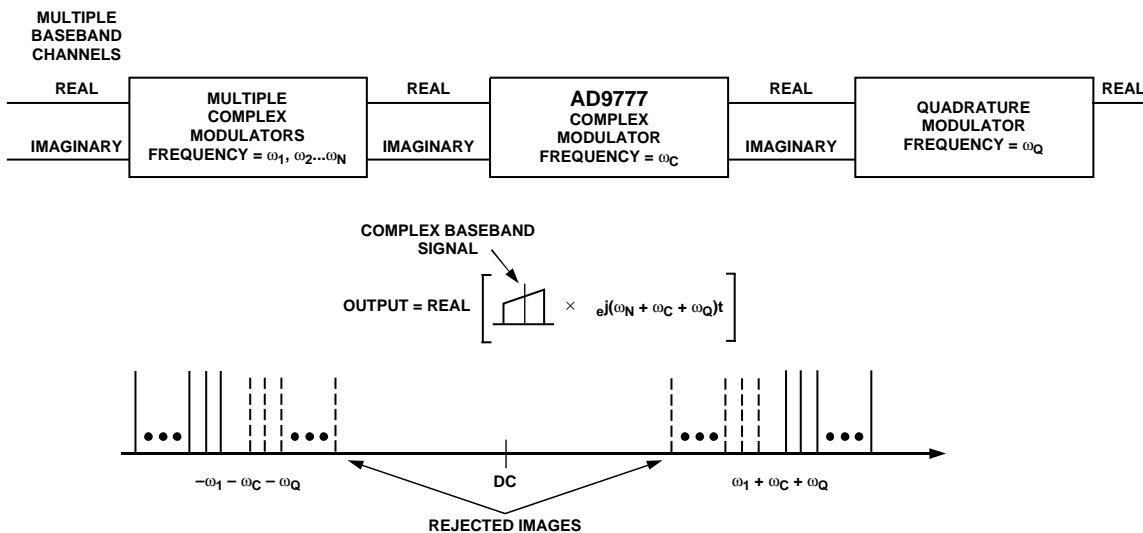 MULTIPLE
BASEBAND
CHANNELS
REAL
IMAGINARY
MULTIPLE
COMPLEX
MODULATORS
FREQUENCY = ω1, ω2...ωN
REAL
IMAGINARY
AD9777
COMPLEX
MODULATOR
FREQUENCY = ωC
REAL
IMAGINARY
QUADRATURE
MODULATOR
FREQUENCY = ωQ
REAL
COMPLEX BASEBAND
SIGNAL
OUTPUT = REAL × ej(ωN + ωC + ωQ)t
−ω1 − ωC − ωQ
DC
ω1 + ωC + ωQ
REJECTED IMAGES